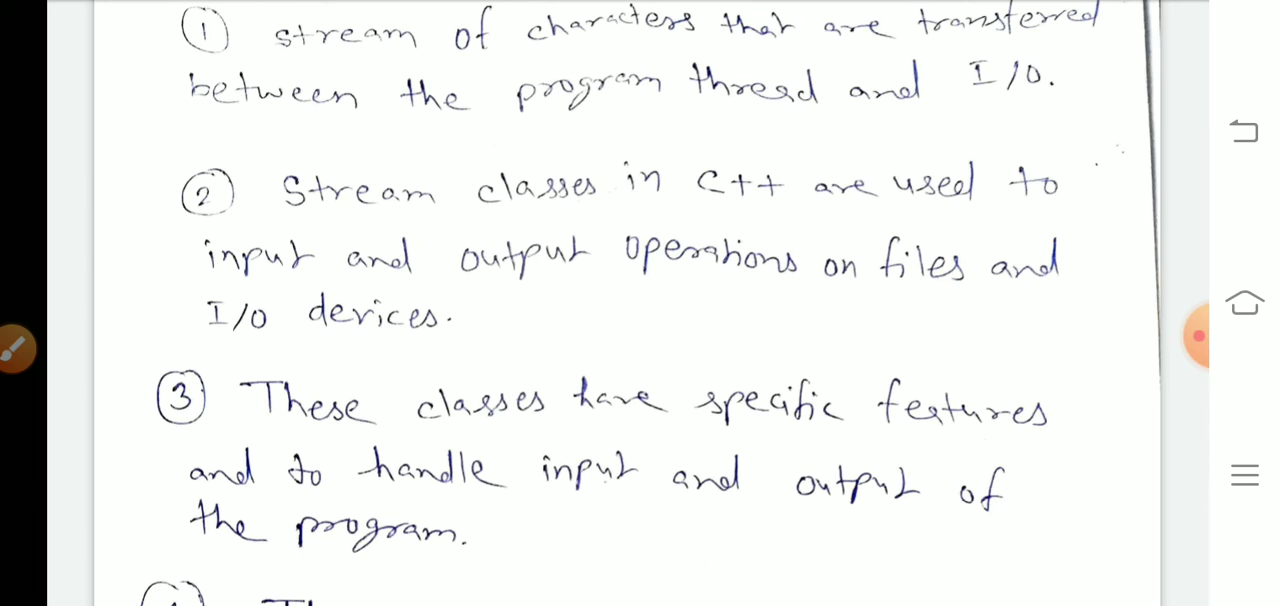 ① stream of characters that are transferred
between the program thread and I/O.
② Stream classes in C++ are used to
input and output operations on files and
I/O devices.
③ These classes have specific features
and to handle input and output of
the program.